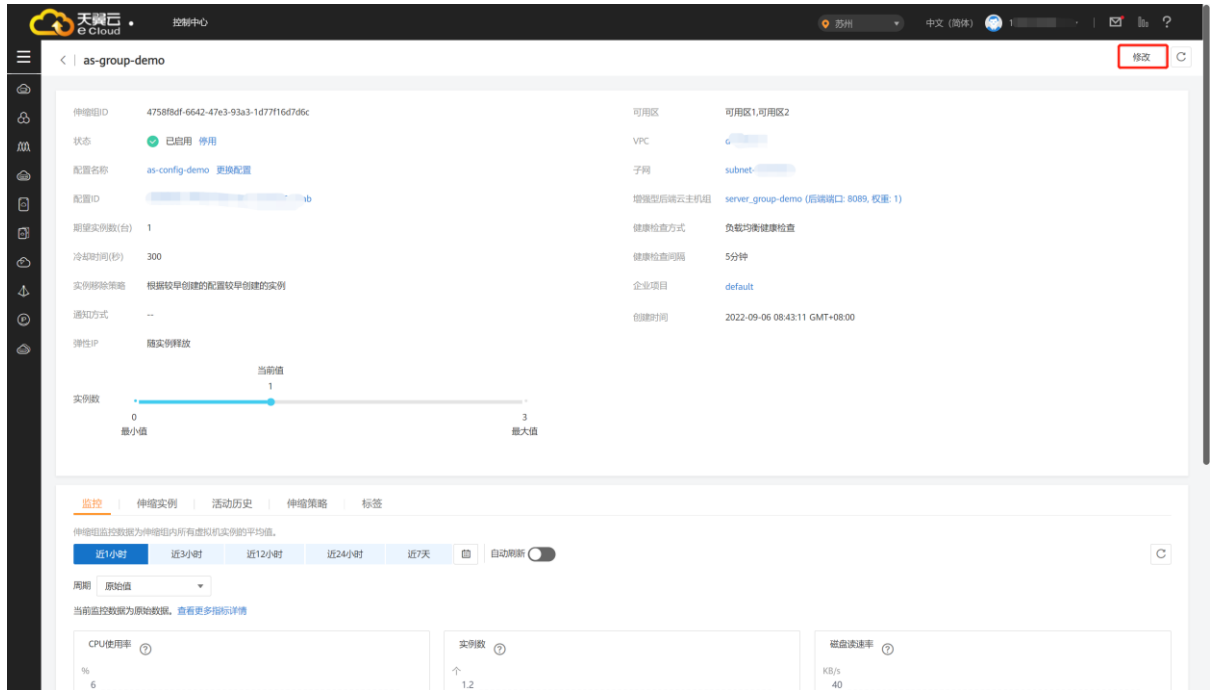 天翼云
e Cloud
控制中心
苏州
中文 (简体)
1
?
as-group-demo
修改
伸缩组ID 4758f8df-6642-47e3-93a3-1d77f16d7d6c
可用区 可用区1,可用区2
状态 已启用 停用
VPC
配置名称 as-config-demo 更换配置
子网 subnet-
配置ID
增强型后端云主机组 server_group-demo (后端端口: 8089, 权重: 1)
期望实例数(台) 1
健康检查方式 负载均衡健康检查
冷却时间(秒) 300
健康检查间隔 5分钟
实例移除策略 根据较早创建的配置较早创建的实例
企业项目 default
通知方式 --
创建时间 2022-09-06 08:43:11 GMT+08:00
弹性IP 随实例释放
当前值
1
实例数
0 3
最小值 最大值
监控 伸缩实例 活动历史 伸缩策略 标签
伸缩组监控数据为伸缩组内所有虚拟机实例的平均值。
近1小时 近3小时 近12小时 近24小时 近7天 自动刷新
周期 原始值
当前监控数据为原始数据。查看更多指标详情
CPU使用率 ? 实例数 ? 磁盘读速率 ?
% 个 KB/s
6 1.2 40